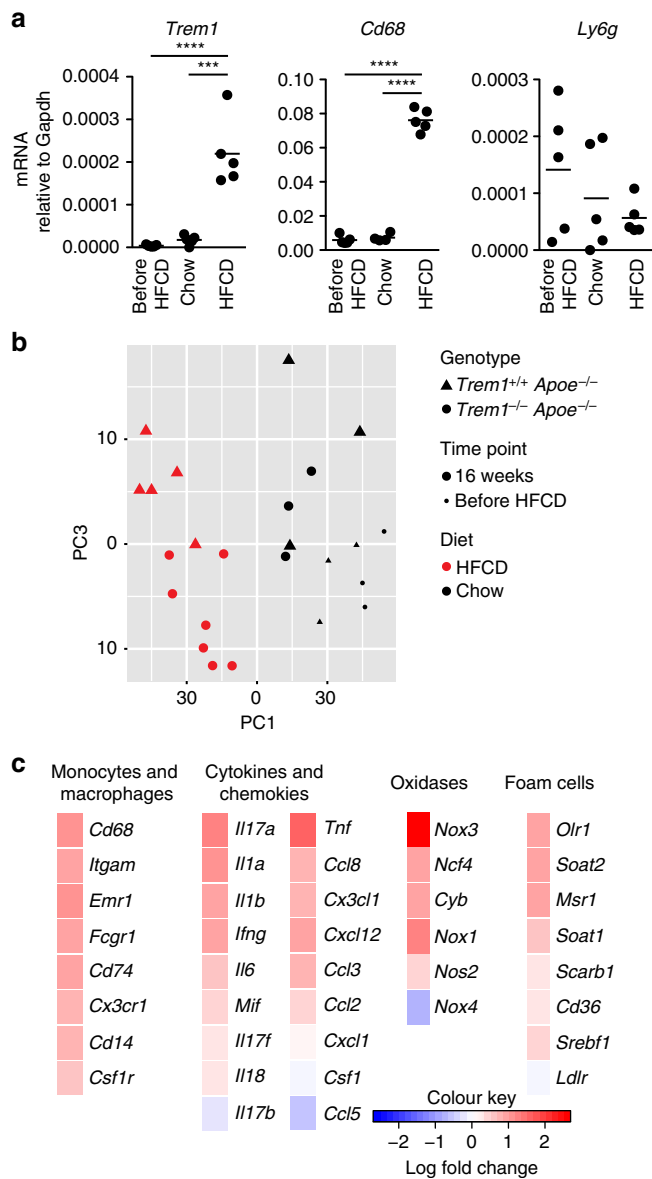 a
Trem1
Cd68
Ly6g
****
***
****
****
mRNA
relative to Gapdh
0.0004
0.0003
0.0002
0.0001
0.0000
Before
HFCD
Chow
HFCD
0.10
0.08
0.06
0.04
0.02
0.00
Before
HFCD
Chow
HFCD
0.0003
0.0002
0.0001
0.0000
Before
HFCD
Chow
HFCD
b
PC3
10
0
10
30
0
30
PC1
Genotype
Trem1+/+ Apoe−/−
Trem1−/− Apoe−/−
Time point
16 weeks
Before HFCD
Diet
HFCD
Chow
c
Monocytes and
macrophages
Cd68
Itgam
Emr1
Fcgr1
Cd74
Cx3cr1
Cd14
Csf1r
Cytokines and
chemokies
Il17a
Il1a
Il1b
Ifng
Il6
Mif
Il17f
Il18
Il17b
Tnf
Ccl8
Cx3cl1
Cxcl12
Ccl3
Ccl2
Cxcl1
Csf1
Ccl5
Oxidases
Nox3
Ncf4
Cyb
Nox1
Nos2
Nox4
Foam cells
Olr1
Soat2
Msr1
Soat1
Scarb1
Cd36
Srebf1
Ldlr
Colour key
−2 −1 0 1 2
Log fold change